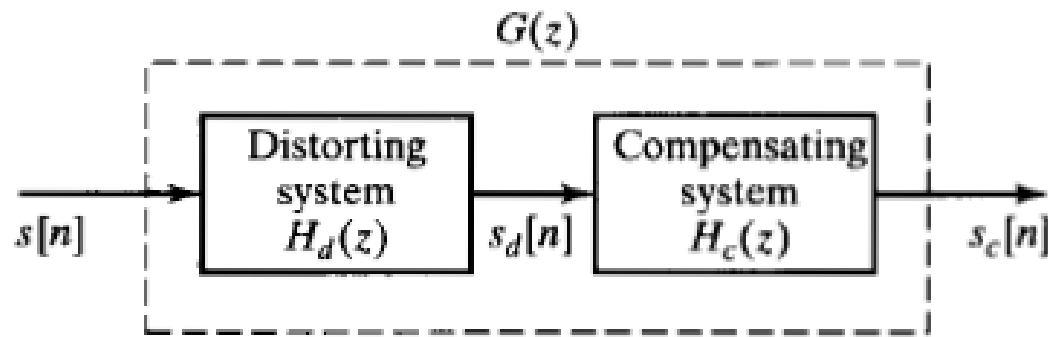 G(z)
Distorting
system
H_d(z)
Compensating
system
H_c(z)
s[n]
s_d[n]
s_c[n]